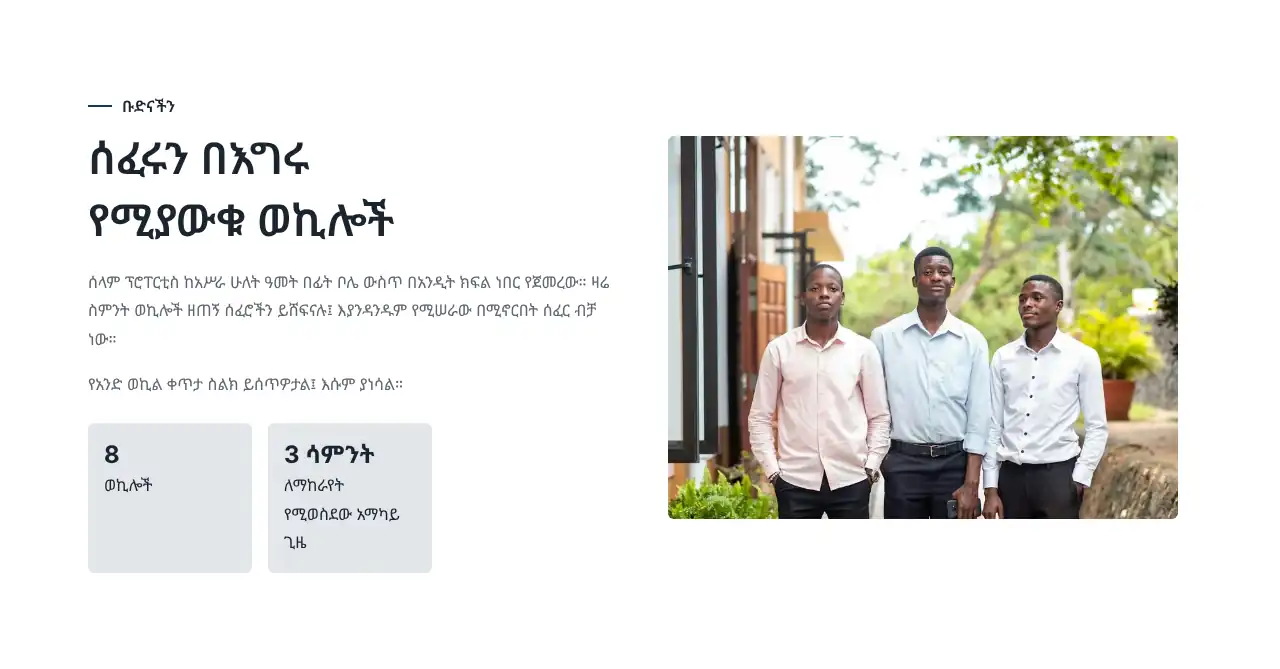 ቡድናችን
ሰፈሩን በእግሩ
የሚያውቁ ወኪሎች
ሰላም ፕሮፐርቲስ ከአሥራ ሁለት ዓመት በፊት ቦሌ ውስጥ በአንዲት ክፍል ነበር የጀመረው። ዛሬ
ስምንት ወኪሎች ዘጠኝ ሰፈሮችን ይሸፍናሉ፤ እያንዳንዱም የሚሠራው በሚኖርበት ሰፈር ብቻ
ነው።
የአንድ ወኪል ቀጥታ ስልክ ይሰጥዎታል፤ እሱም ያነሳል።
8
ወኪሎች
3 ሳምንት
ለማከራየት
የሚወስደው አማካይ
ጊዜ